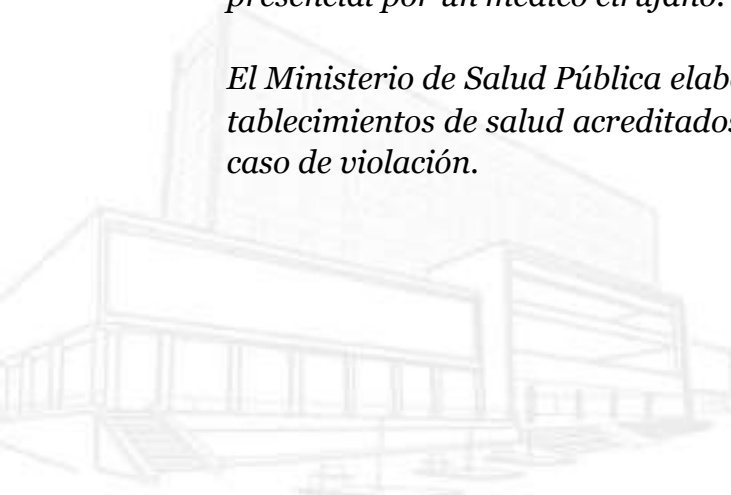 presencial por un médico cirujano.
El Ministerio de Salud Pública elab
tablecimientos de salud acreditados
caso de violación.